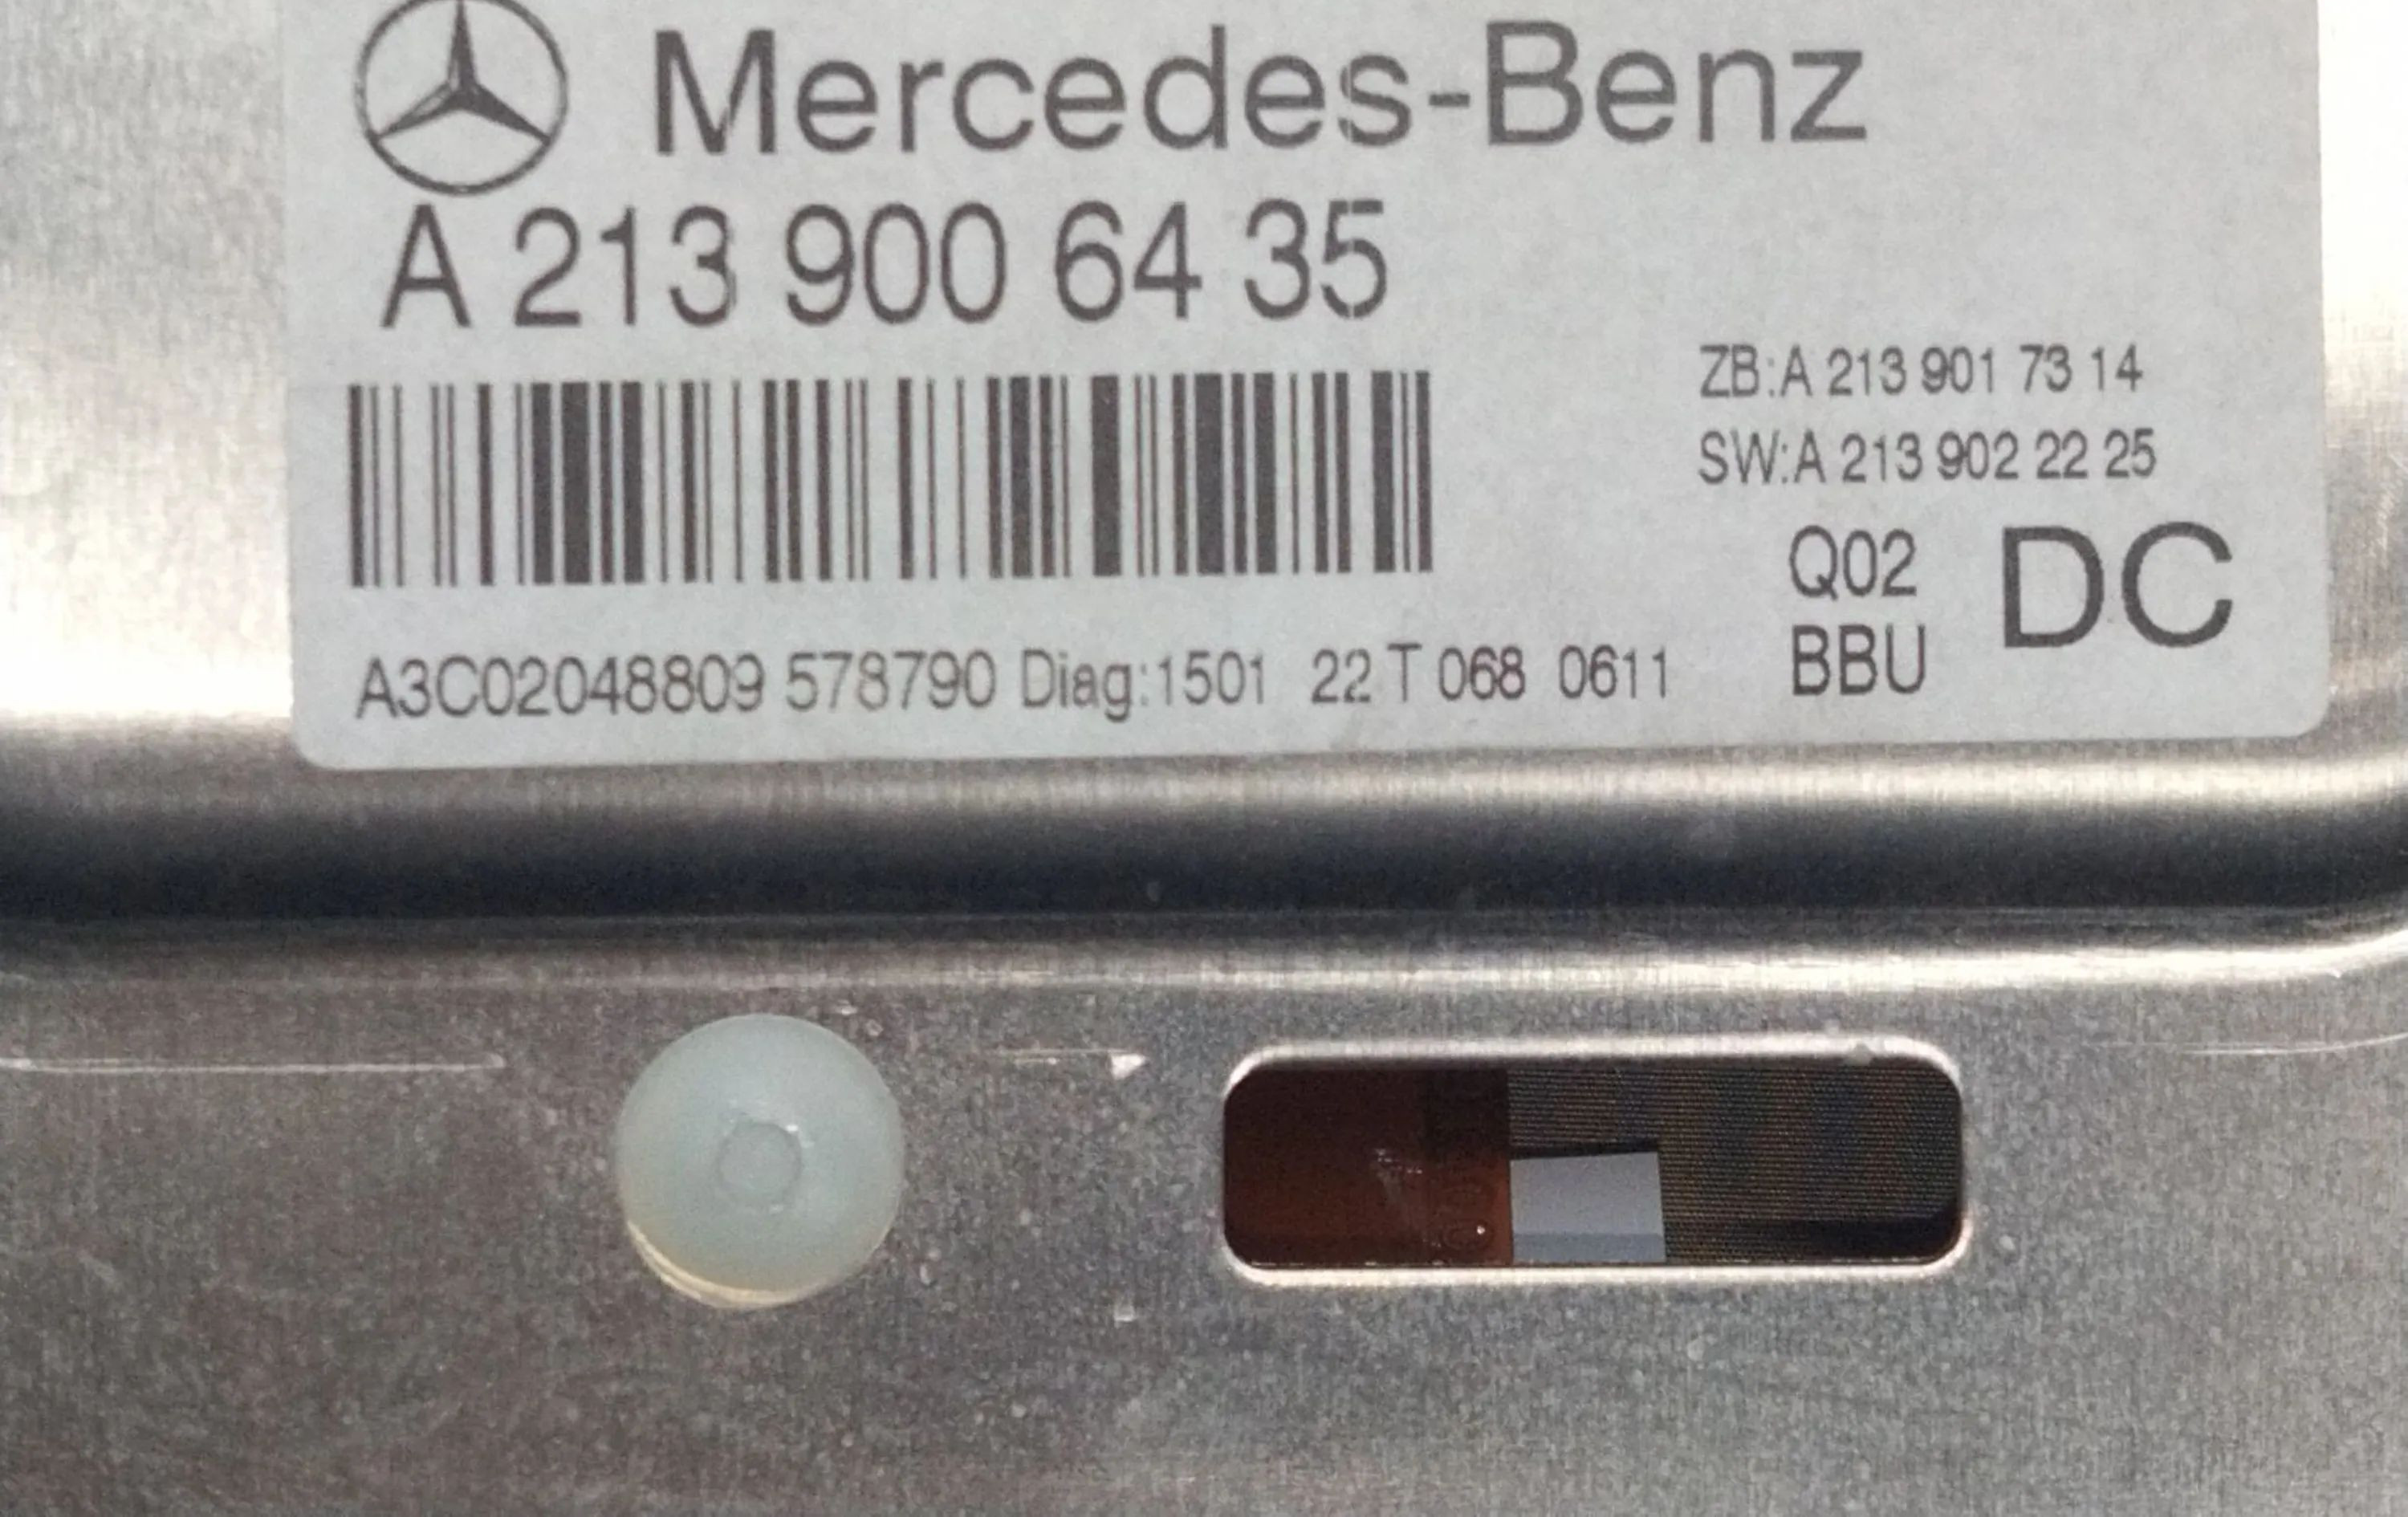 Mercedes-Benz
A 213 900 64 35
ZB:A 213 901 73 14
SW:A 213 902 22 25
Q02
DC
BBU
A3C02048809 578790 Diag:1501 22 T 068 0611